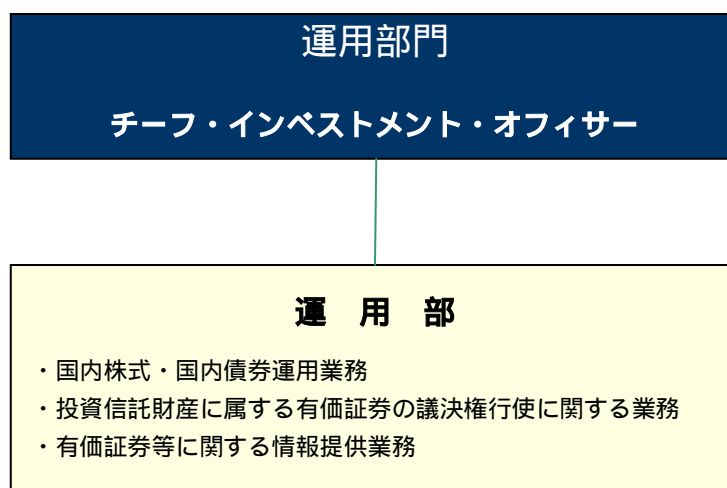 運用部門
チーフ・インベストメント・オフィサー
運 用 部
・国内株式・国内債券運用業務
・投資信託財産に属する有価証券の議決権行使に関する業務
・有価証券等に関する情報提供業務